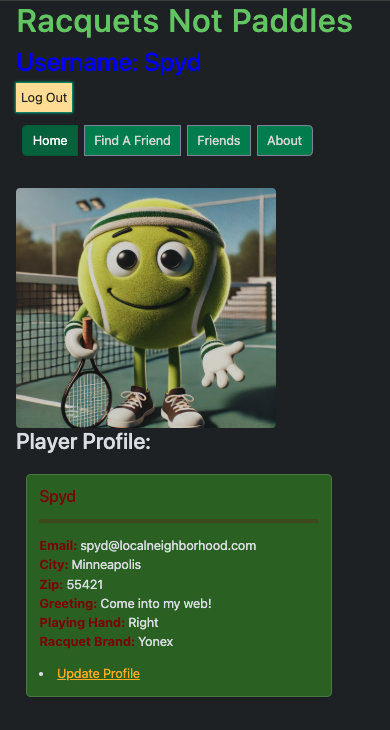 Racquets Not Paddles
Username: Spyd
Log Out
Home Find A Friend Friends About
Player Profile:
Spyd
Email: spyd@localneighborhood.com
City: Minneapolis
Zip: 55421
Greeting: Come into my web!
Playing Hand: Right
Racquet Brand: Yonex
Update Profile